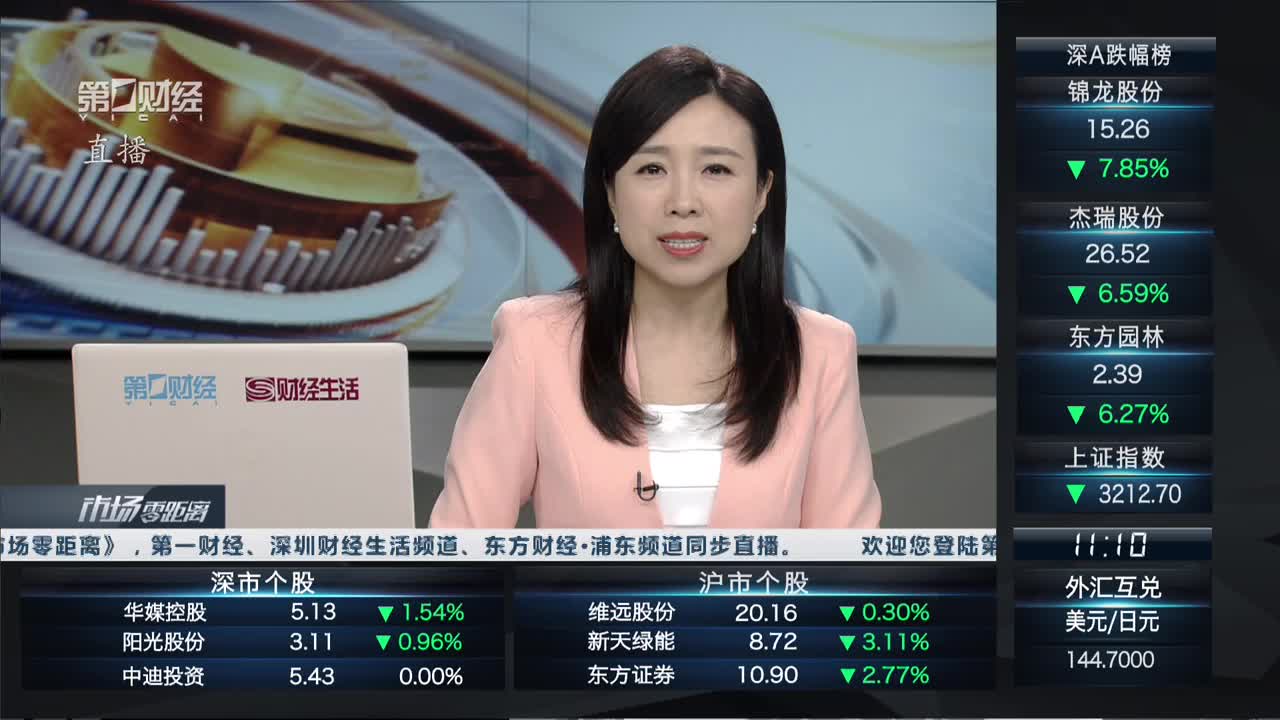 第一财经
YICAI
直播
第一财经
YICAI
财经生活
市场零距离
市场零距离》，第一财经、深圳财经生活频道、东方财经·浦东频道同步直播。 欢迎您登陆第
深市个股
华媒控股 5.13 ▼1.54%
阳光股份 3.11 ▼0.96%
中迪投资 5.43 0.00%
沪市个股
维远股份 20.16 ▼0.30%
新天绿能 8.72 ▼3.11%
东方证券 10.90 ▼2.77%
深A跌幅榜
锦龙股份
15.26
▼ 7.85%
杰瑞股份
26.52
▼ 6.59%
东方园林
2.39
▼ 6.27%
上证指数
▼ 3212.70
11:10
外汇互兑
美元/日元
144.7000